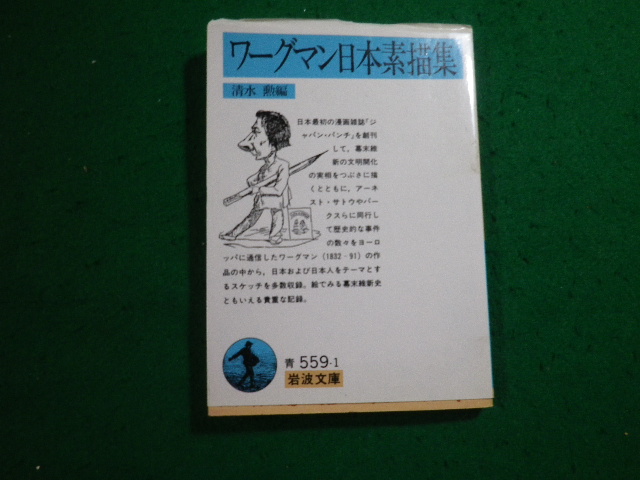 ワーグマン日本素描集
清水 勲編
日本最初の漫画雑誌「ジ
ャパン・パンチ」を創刊
して，幕末維
新の文明開化
の実相をつぶさに描
くとともに，アーネ
スト・サトウやパー
クスらに同行し
て歴史的な事件
の数々をヨーロ
ッパに通信したワーグマン（1832‐91）の作
品の中から，日本および日本人をテーマとす
るスケッチを多数収録。絵でみる幕末維新史
ともいえる貴重な記録。
青 559-1
岩波文庫